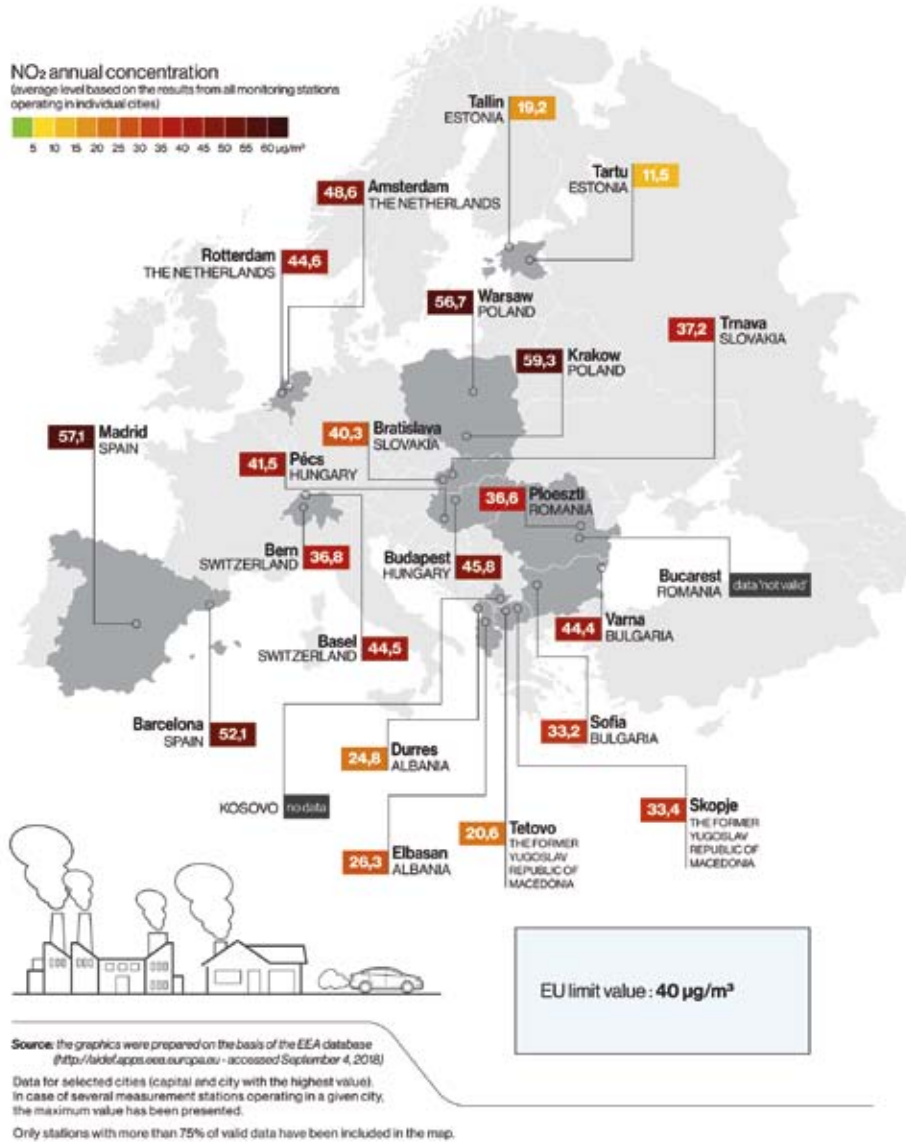 NO₂ annual concentration
(average level based on the results from all monitoring stations
operating in individual cities)
5 10 15 20 25 30 35 40 45 50 55 60 µg/m³
Tallin
ESTONIA
19,2
Tartu
ESTONIA
11,5
48,6
Amsterdam
THE NETHERLANDS
Rotterdam
THE NETHERLANDS
44,6
56,7
Warsaw
POLAND
37,2
Trnava
SLOVAKIA
59,3
Krakow
POLAND
57,1
Madrid
SPAIN
40,3
Bratislava
SLOVAKIA
41,5
Pécs
HUNGARY
36,6
Ploeszti
ROMANIA
Bern
SWITZERLAND
36,8
Budapest
HUNGARY
45,8
Bucarest
ROMANIA
data 'not valid'
44,4
Varna
BULGARIA
Basel
SWITZERLAND
44,5
Barcelona
SPAIN
52,1
33,2
Sofia
BULGARIA
24,8
Durres
ALBANIA
KOSOVO
no data
33,4
Skopje
THE FORMER
YUGOSLAV
REPUBLIC OF
MACEDONIA
20,6
Tetovo
THE FORMER
YUGOSLAV
REPUBLIC OF
MACEDONIA
26,3
Elbasan
ALBANIA
EU limit value : 40 µg/m³
Source: the graphics were prepared on the basis of the EEA database
(http://aidef.apps.eea.europa.eu - accessed September 4, 2018)
Data for selected cities (capital and city with the highest value).
In case of several measurement stations operating in a given city,
the maximum value has been presented.
Only stations with more than 75% of valid data have been included in the map.